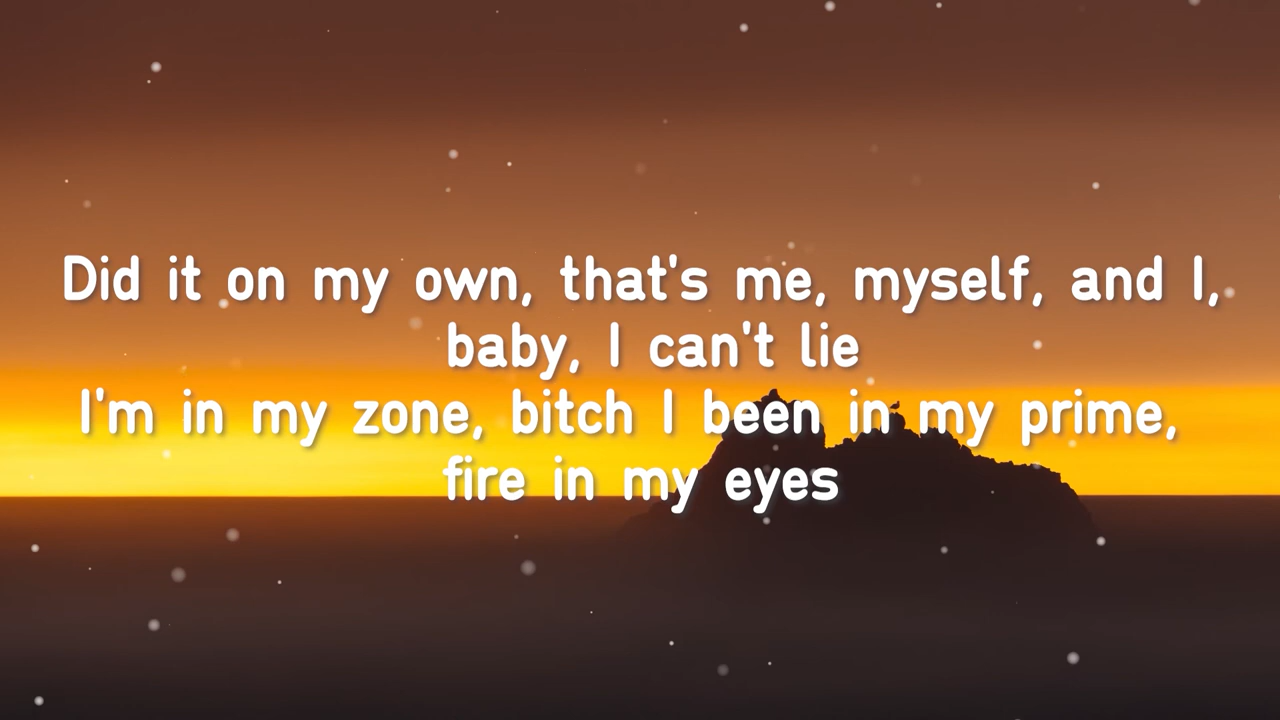 Did it on my own, that's me, myself, and I,
baby, I can't lie
I'm in my zone, bitch I been in my prime,
fire in my eyes